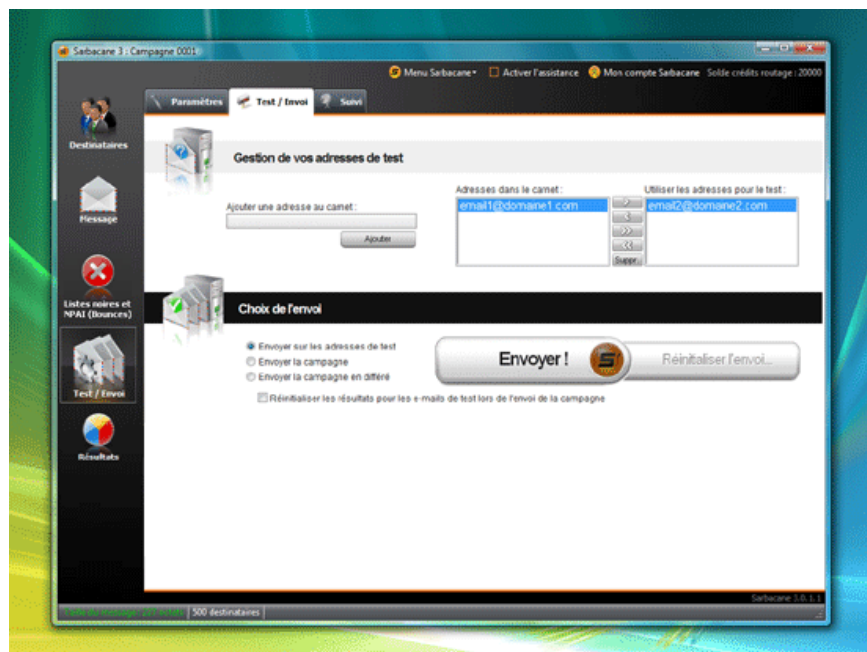 Sarbacane 3 : Campagne 0001
Menu Sarbacane Activer l'assistance Mon compte Sarbacane Solde crédits routage : 20000
Paramètres Test / Envoi Suivi
Destinataires
Message
Listes noires et
NPAI (Bounces)
Test / Envoi
Résultats
Gestion de vos adresses de test
Ajouter une adresse au carnet :
Ajouter
Adresses dans le carnet :
email1@domaine1.com
>
<
>>
<<
Suppr.
Utiliser les adresses pour le test :
email2@domaine2.com
Choix de l'envoi
Envoyer sur les adresses de test
Envoyer la campagne
Envoyer la campagne en différé
Réinitialiser les résultats pour les e-mails de test lors de l'envoi de la campagne
Envoyer !
S
Réinitialiser l'envoi...
Sarbacane 3.0.1.1
500 destinataires